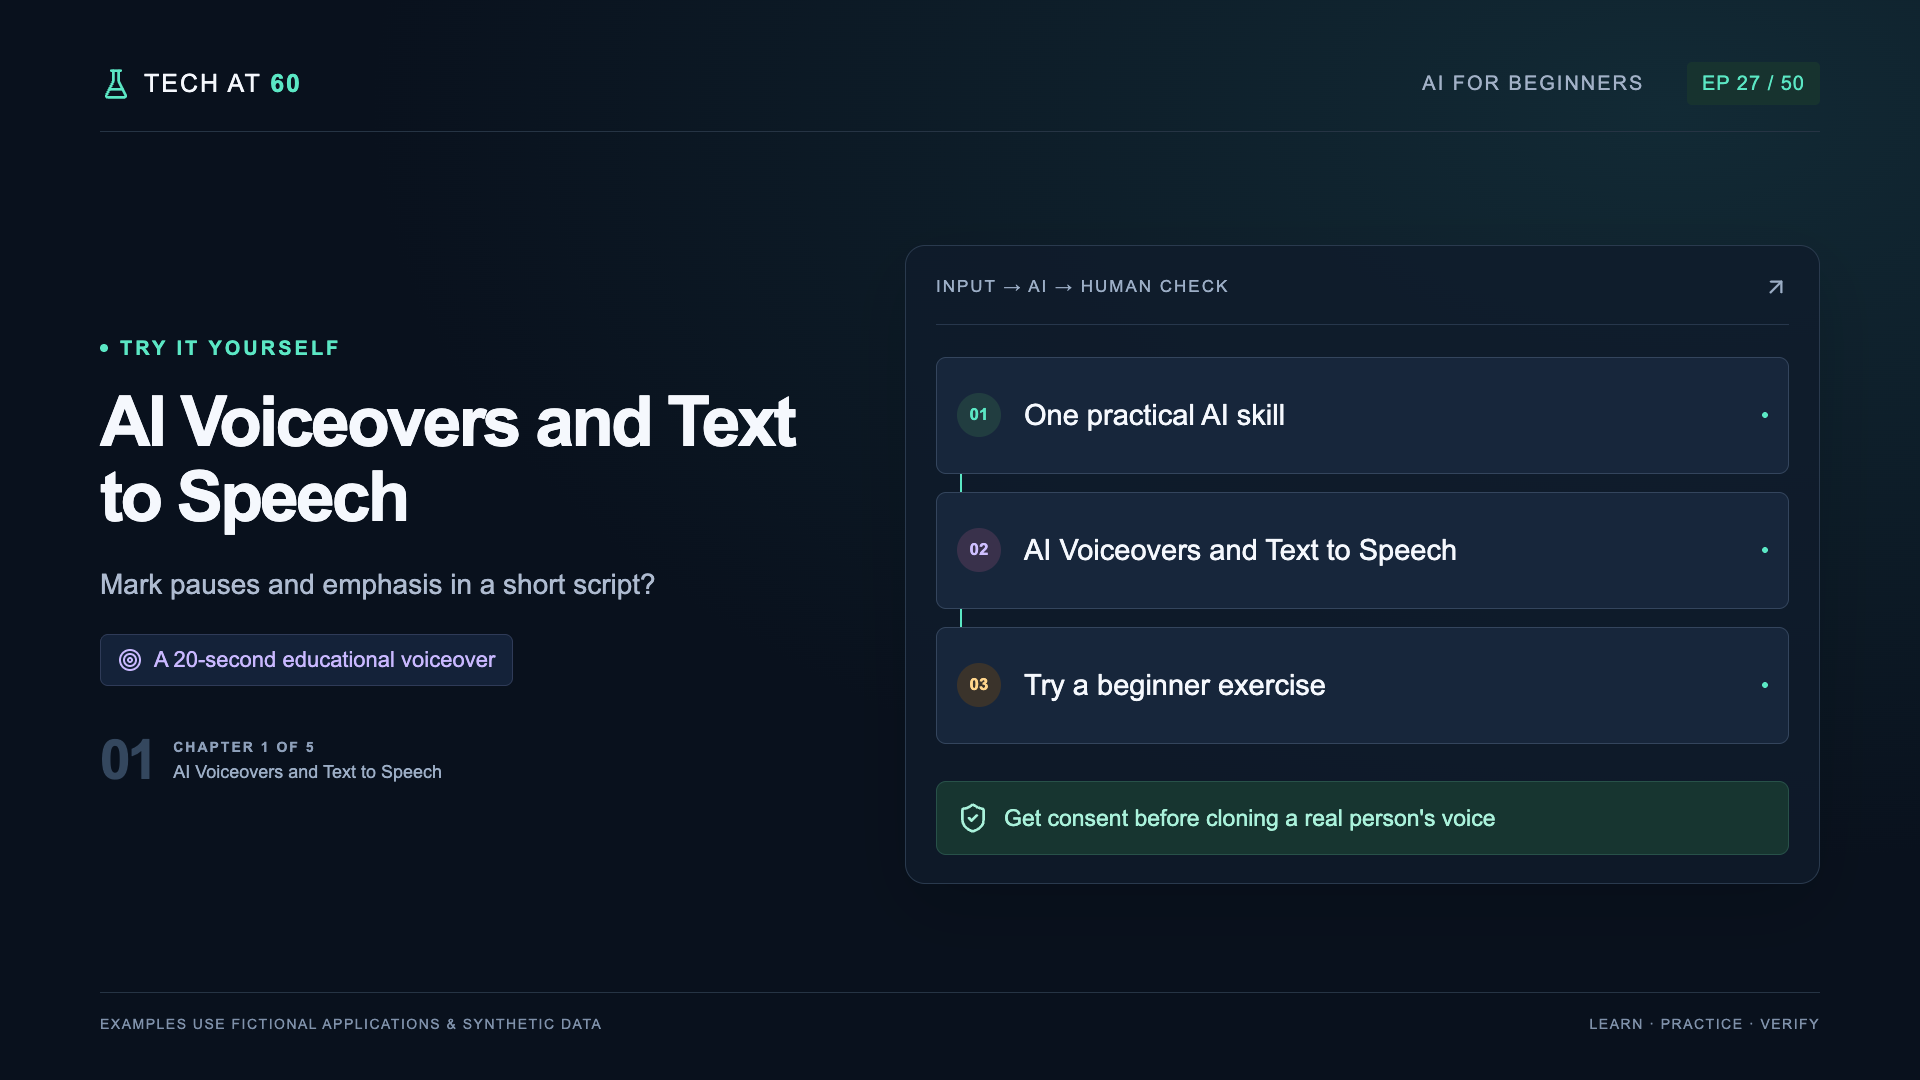 TECH AT 60
AI FOR BEGINNERS
EP 27 / 50
• TRY IT YOURSELF
AI Voiceovers and Text
to Speech
Mark pauses and emphasis in a short script?
A 20-second educational voiceover
01
CHAPTER 1 OF 5
AI Voiceovers and Text to Speech
INPUT → AI → HUMAN CHECK
01
One practical AI skill
02
AI Voiceovers and Text to Speech
03
Try a beginner exercise
Get consent before cloning a real person's voice
EXAMPLES USE FICTIONAL APPLICATIONS & SYNTHETIC DATA
LEARN · PRACTICE · VERIFY